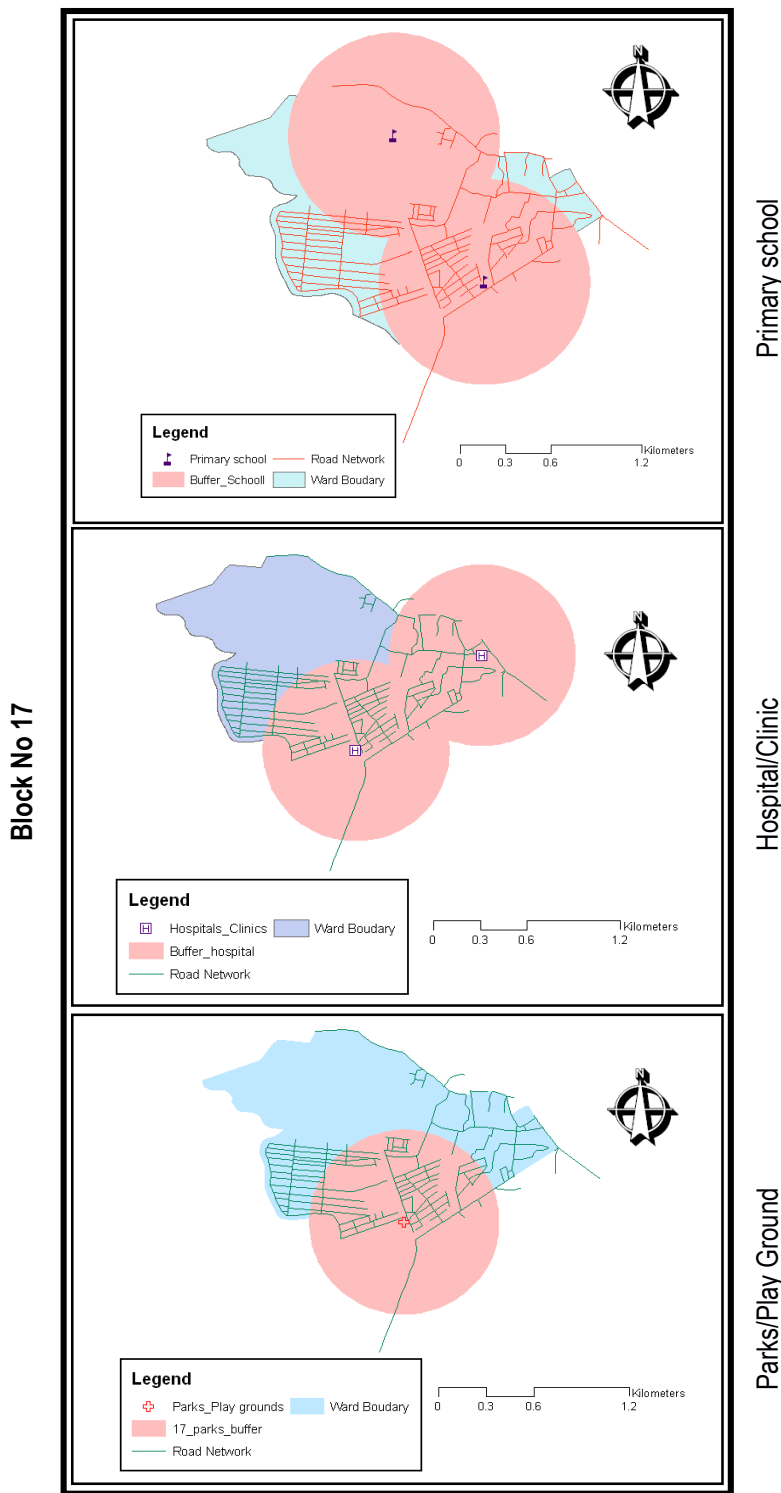 Block No 17
N
Primary school
Legend
Primary school Road Network
Buffer_Schooll Ward Boudary
Kilometers
0 0.3 0.6 1.2
N
Hospital/Clinic
H
H
Legend
H Hospitals_Clinics Ward Boudary
Buffer_hospital
Road Network
Kilometers
0 0.3 0.6 1.2
N
Parks/Play Ground
Legend
Parks_Play grounds Ward Boudary
17_parks_buffer
Road Network
Kilometers
0 0.3 0.6 1.2